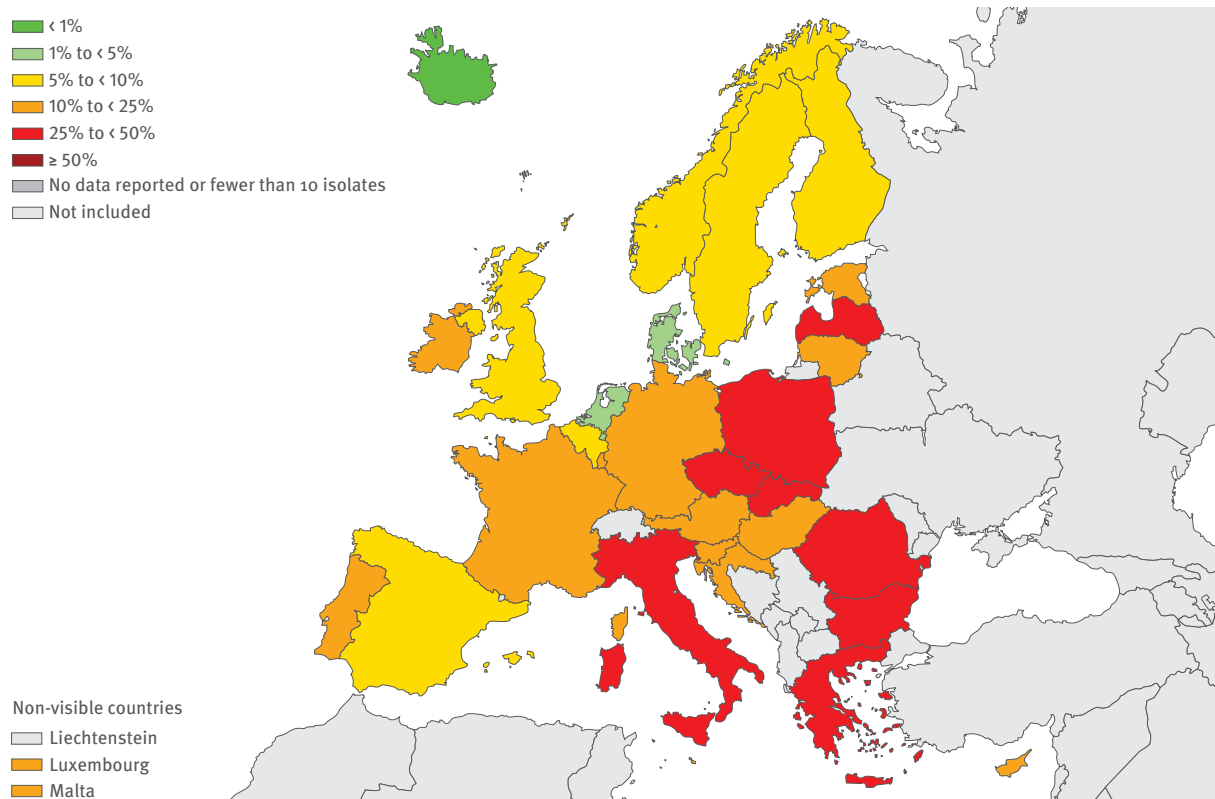 < 1%
1% to < 5%
5% to < 10%
10% to < 25%
25% to < 50%
≥ 50%
No data reported or fewer than 10 isolates
Not included
Non-visible countries
Liechtenstein
Luxembourg
Malta